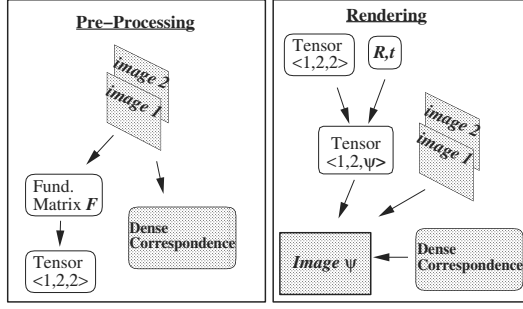 Pre-Processing
image 2
image 1
Fund.
Matrix F
Dense
Correspondence
Tensor
<1,2,2>
Rendering
Tensor
<1,2,2>
R,t
image 2
image 1
Tensor
<1,2,ψ>
Image ψ
Dense
Correspondence